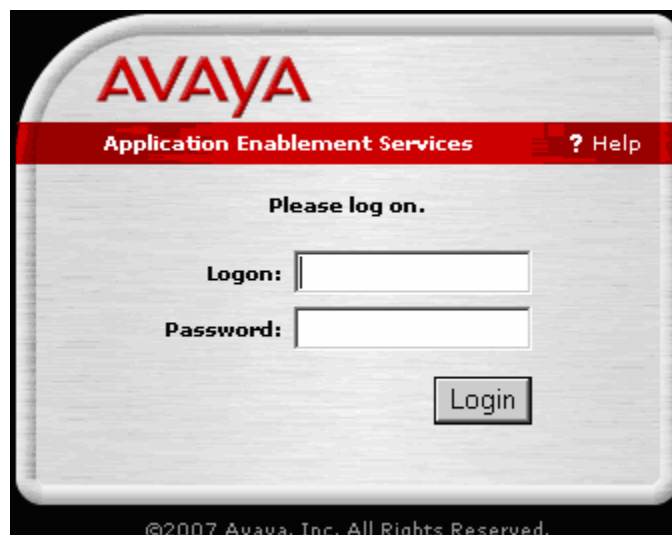 AVAYA
Application Enablement Services ? Help
Please log on.
Logon:
Password:
Login
©2007 Avaya, Inc. All Rights Reserved.